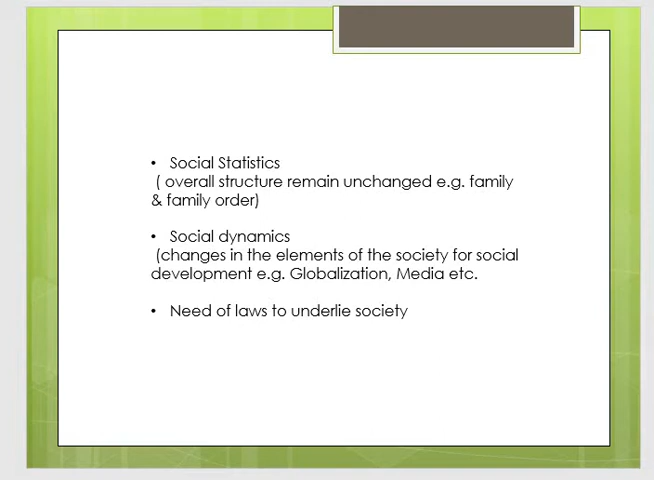 • Social Statistics
( overall structure remain unchanged e.g. family
& family order)
• Social dynamics
(changes in the elements of the society for social
development e.g. Globalization, Media etc.
• Need of laws to underlie society